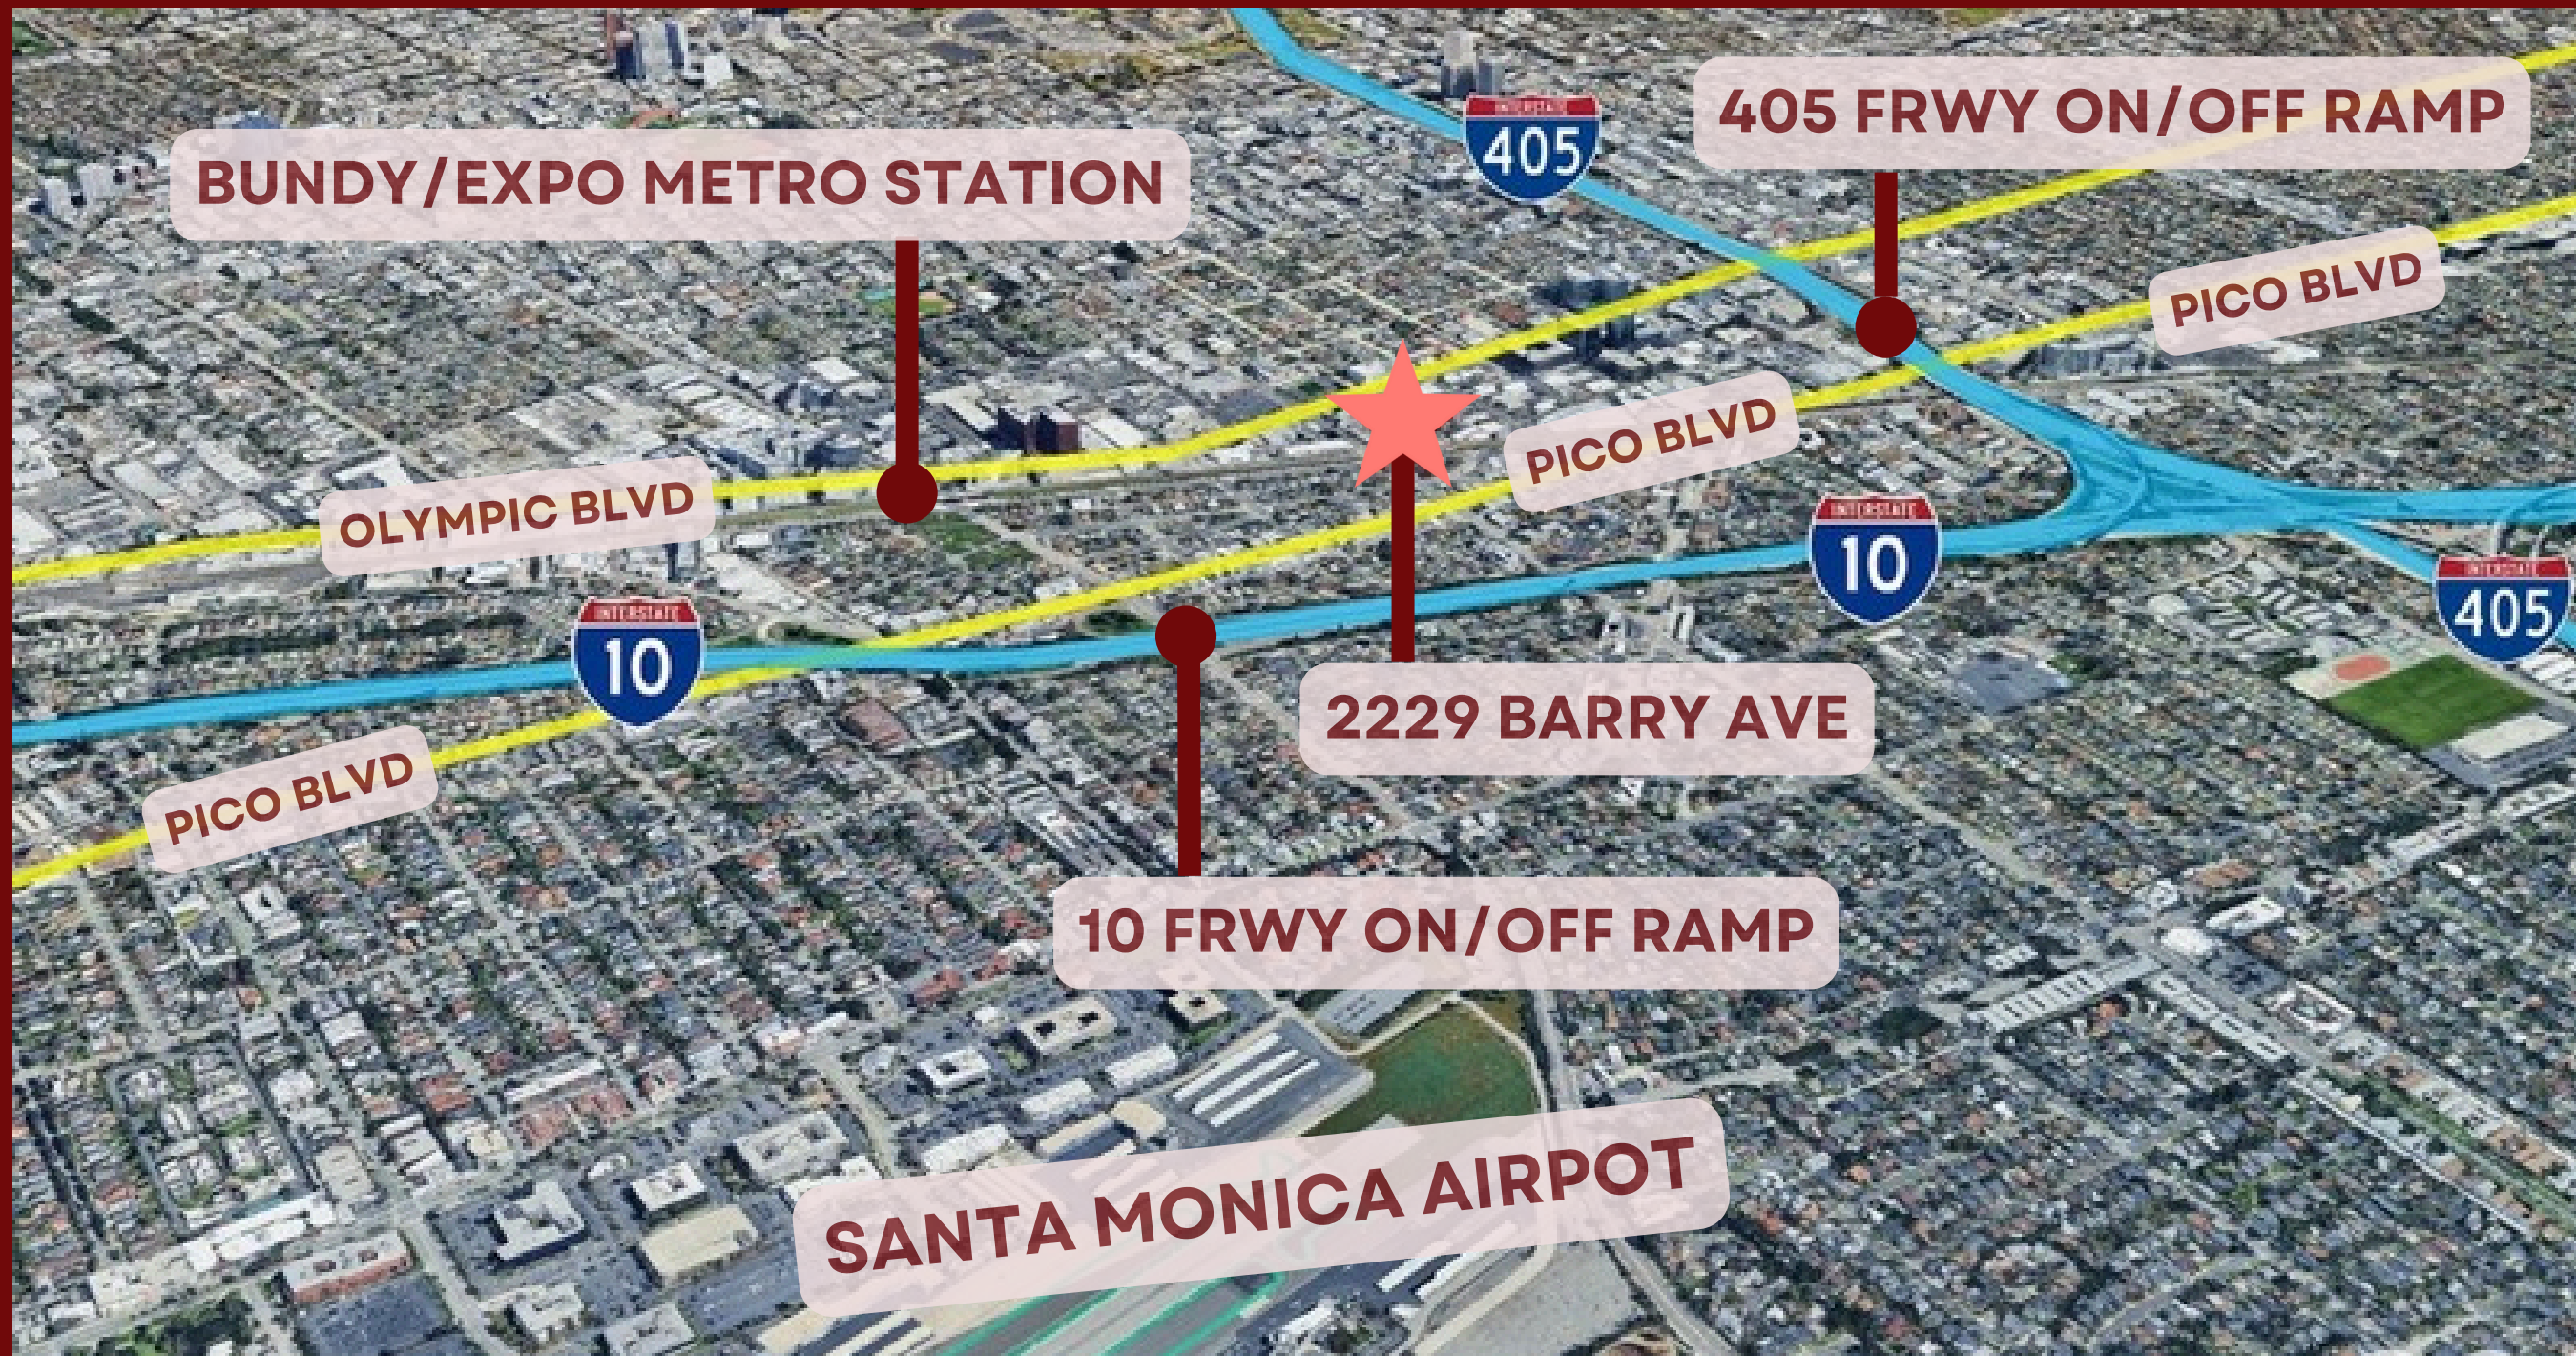 405 FRWY ON/OFF RAMP
INTERSTATE
405
BUNDY/EXPO METRO STATION
PICO BLVD
PICO BLVD
OLYMPIC BLVD
INTERSTATE
10
INTERSTATE
405
INTERSTATE
10
2229 BARRY AVE
PICO BLVD
10 FRWY ON/OFF RAMP
SANTA MONICA AIRPOT